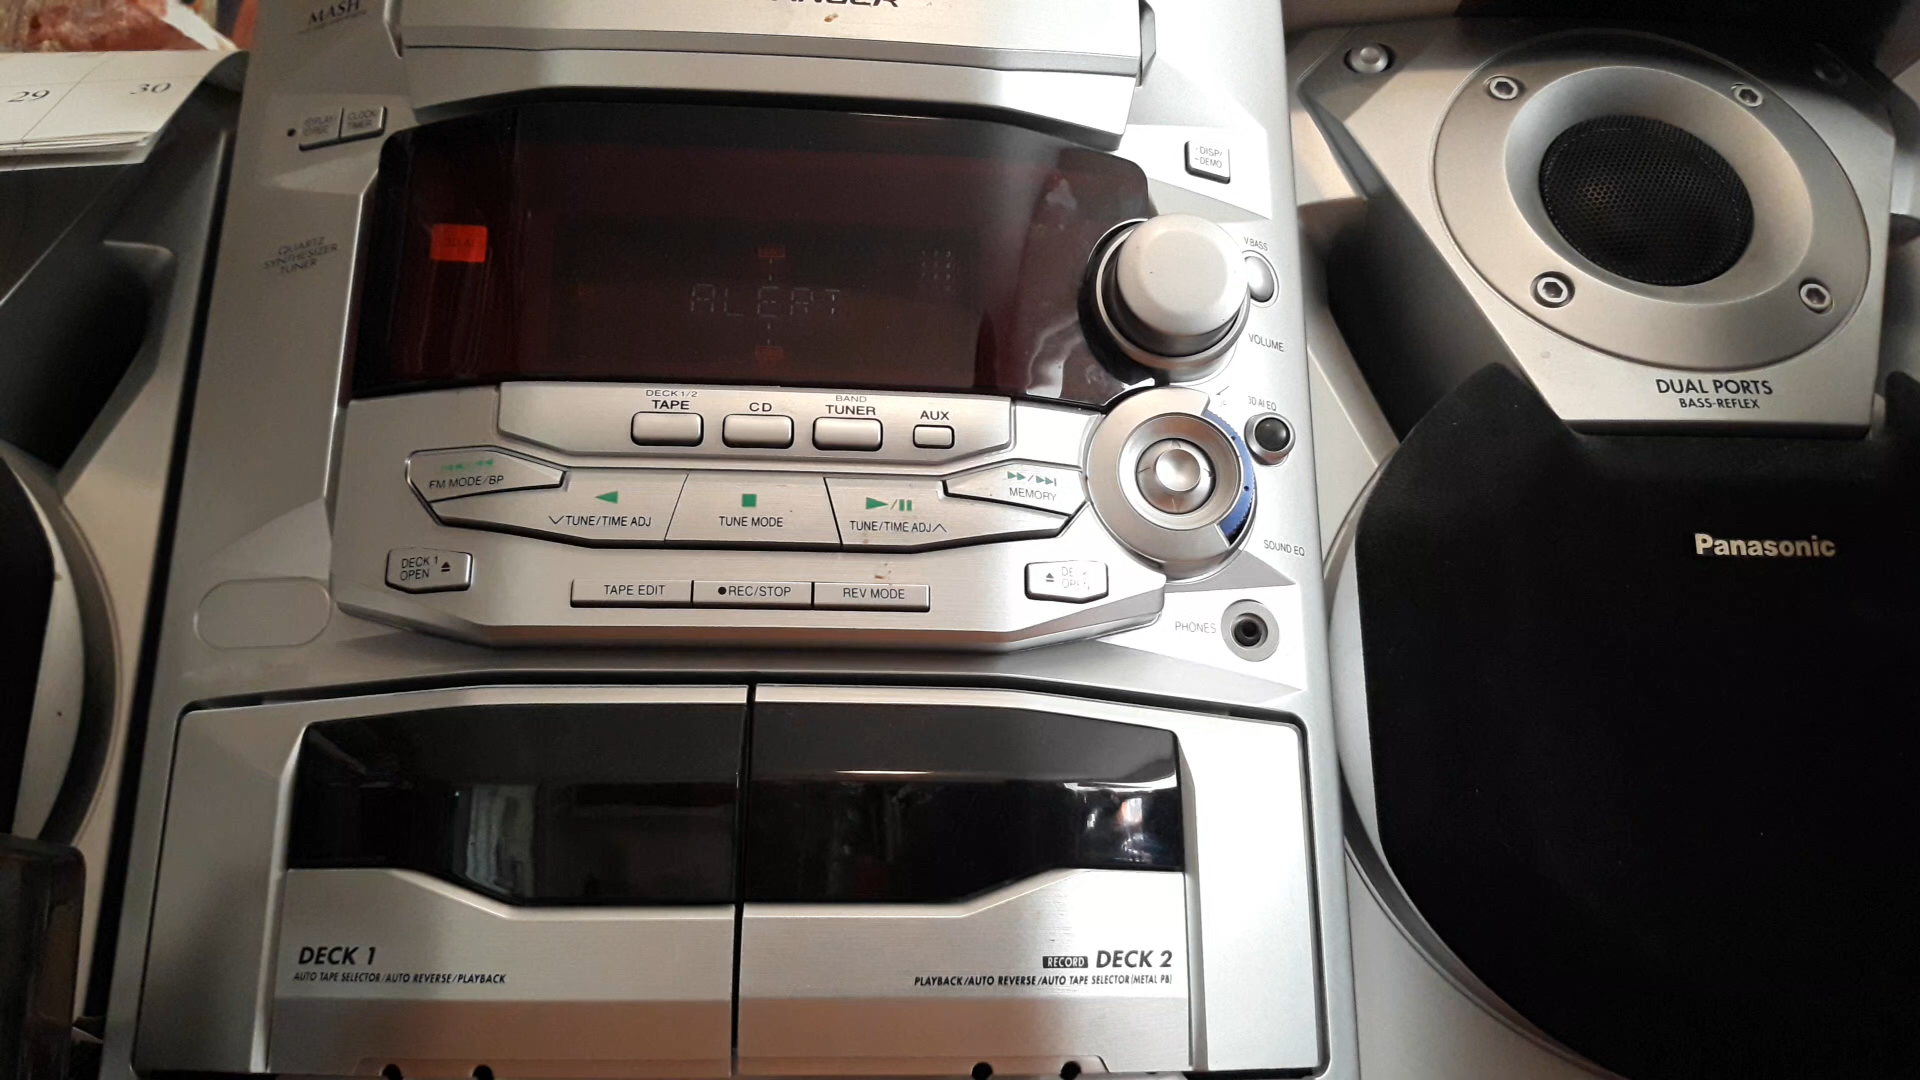 MASH
29
30
CLOCK
TIMER
DISP/
-DEMO
QUARTZ
SYNTHESIZER
TUNER
ALERT
V.BASS
VOLUME
DECK 1/2
TAPE
CD
BAND
TUNER
AUX
3D AI EQ
FM MODE/BP
TUNE/TIME ADJ
TUNE MODE
TUNE/TIME ADJ
MEMORY
SOUND EQ
DECK 1
OPEN
TAPE EDIT
REC/STOP
REV MODE
OPEN
PHONES
DUAL PORTS
BASS-REFLEX
Panasonic
DECK 1
AUTO TAPE SELECTOR/AUTO REVERSE/PLAYBACK
RECORD DECK 2
PLAYBACK/AUTO REVERSE/AUTO TAPE SELECTOR(METAL PB)